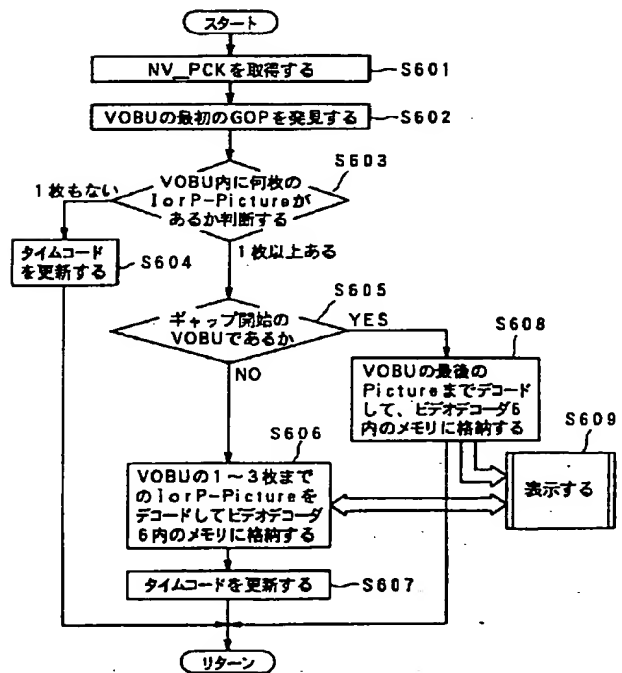 スタート
NV_PCKを取得する
S601
VOBUの最初のGOPを発見する
S602
S603
VOBU内に何枚の
IorP-Pictureが
あるか判断する
1枚もない
1枚以上ある
タイムコード
を更新する
S604
S605
ギャップ開始の
VOBUであるか
YES
NO
S608
VOBUの最後の
Pictureまでデコード
して、ビデオデコーダ6
内のメモリに格納する
S609
表示する
S606
VOBUの1～3枚まで
のIorP-Pictureを
デコードしてビデオデコーダ
6内のメモリに格納する
タイムコードを更新する
S607
リターン